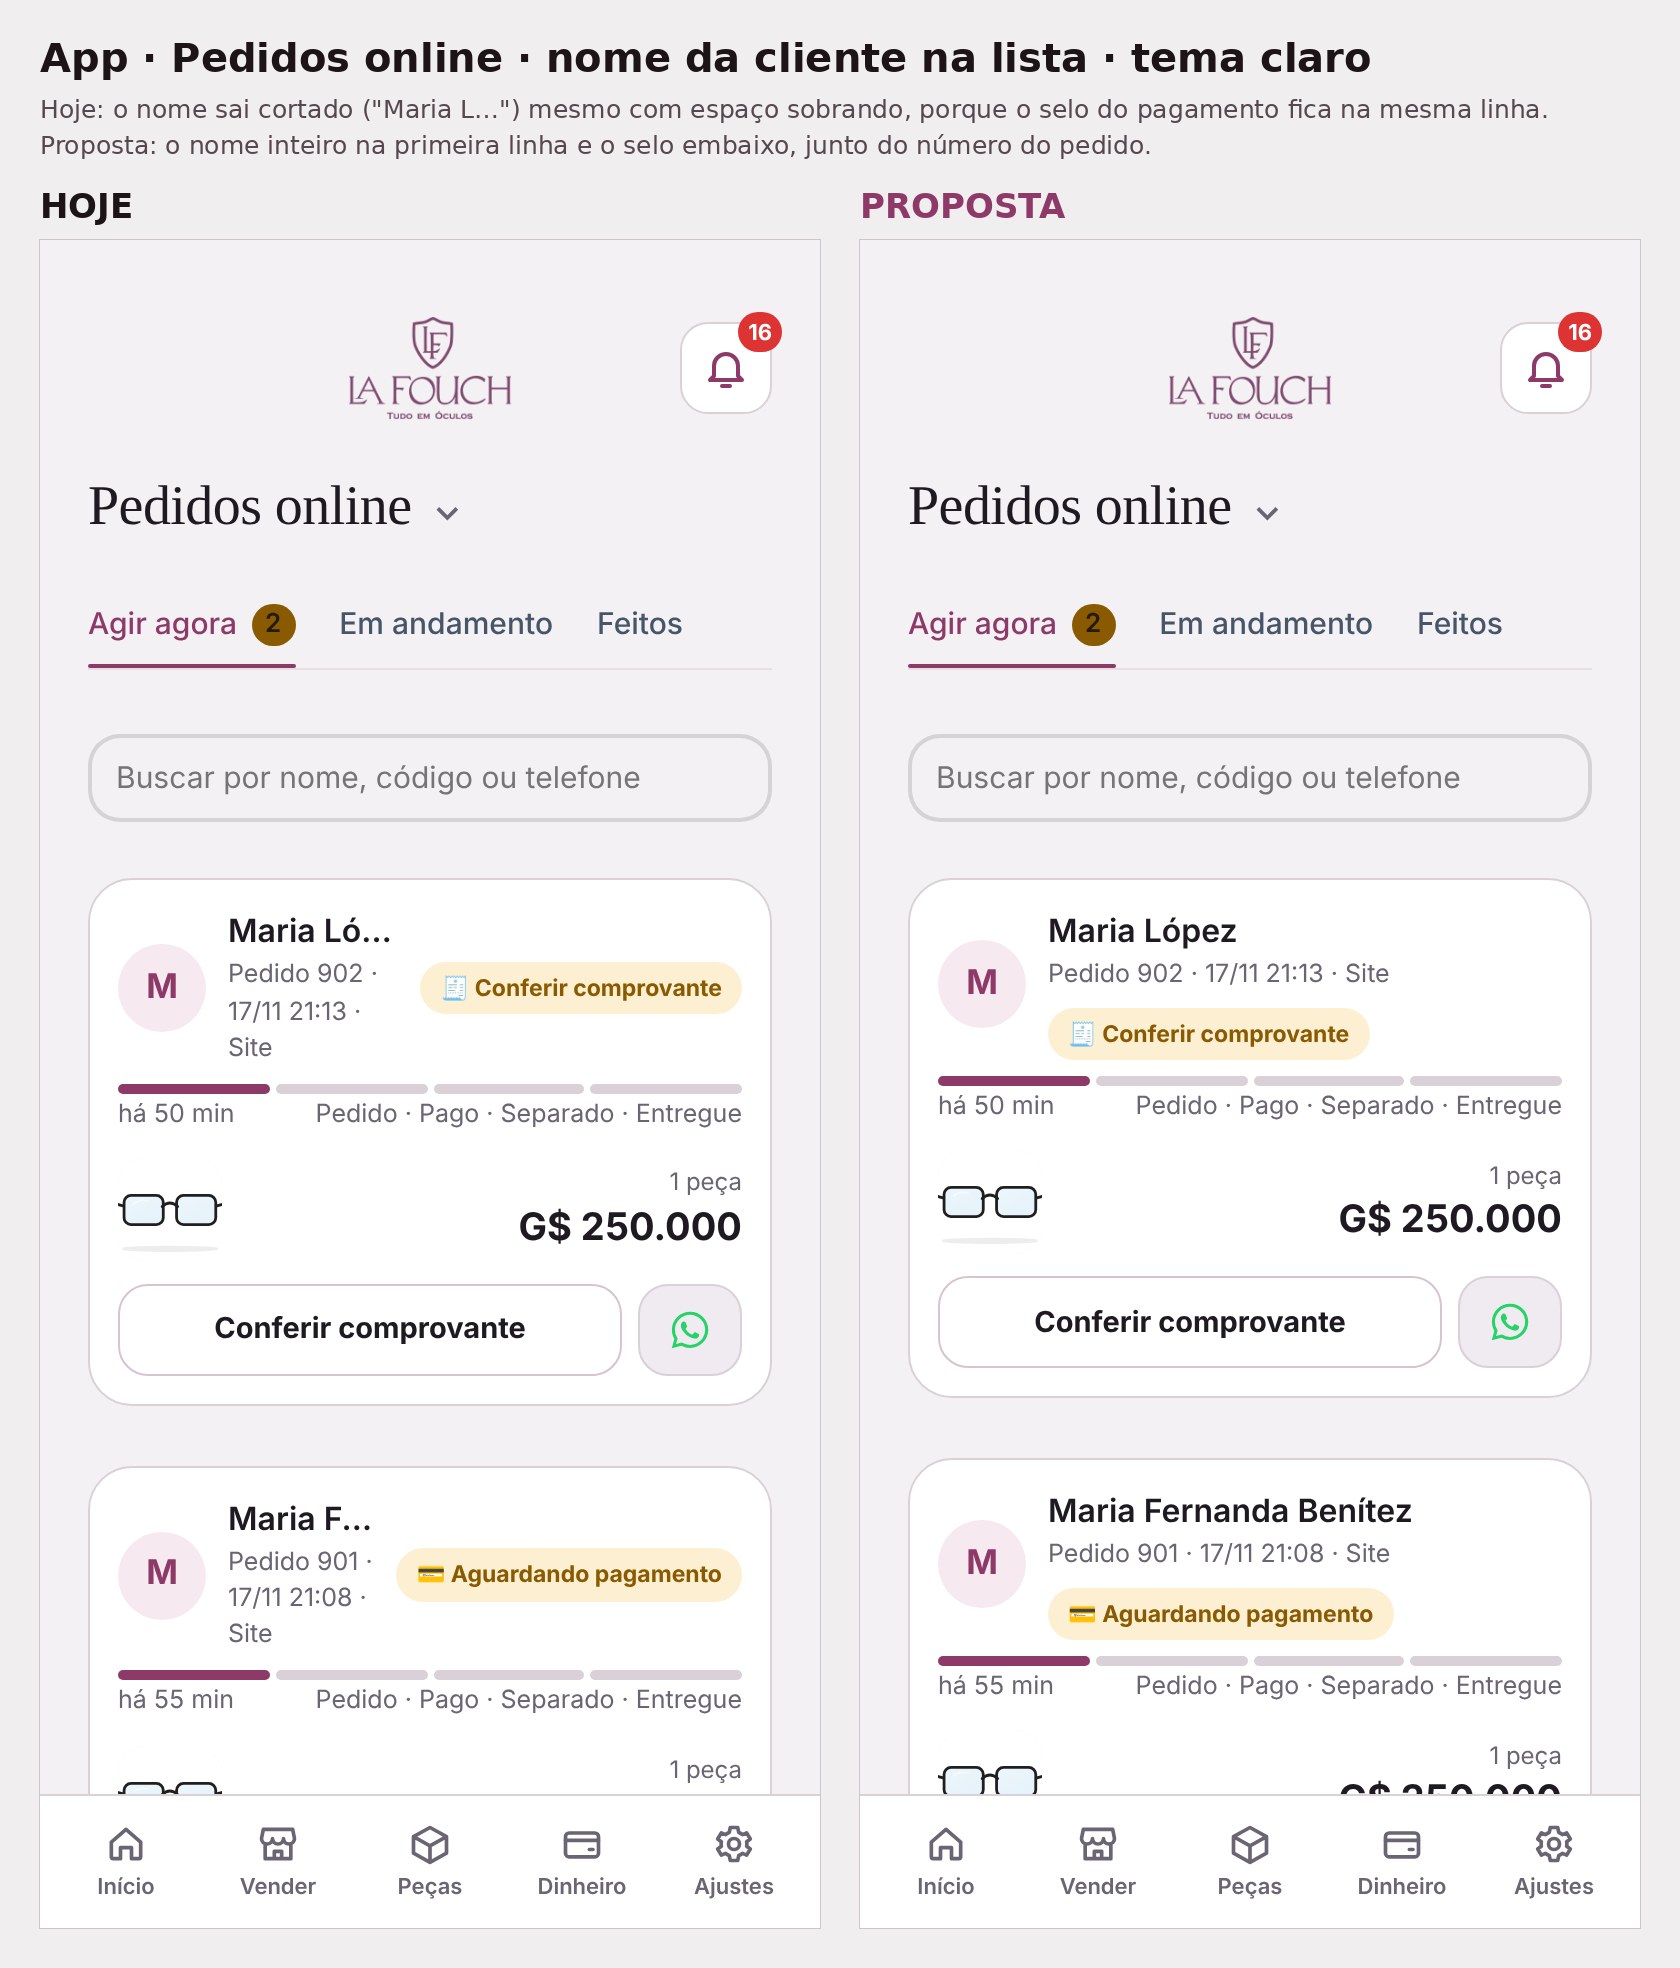 App · Pedidos online · nome da cliente na lista · tema claro
Hoje: o nome sai cortado ("Maria L...") mesmo com espaço sobrando, porque o selo do pagamento fica na mesma linha.
Proposta: o nome inteiro na primeira linha e o selo embaixo, junto do número do pedido.
HOJE
LF
LA FOUCH
TUDO EM ÓCULOS
16
Pedidos online
Agir agora 2 Em andamento Feitos
Buscar por nome, código ou telefone
Maria Ló...
Pedido 902 ·
17/11 21:13 ·
Site
Conferir comprovante
M
há 50 min Pedido · Pago · Separado · Entregue
1 peça
G$ 250.000
Conferir comprovante
Maria F...
Pedido 901 ·
17/11 21:08 ·
Site
Aguardando pagamento
M
há 55 min Pedido · Pago · Separado · Entregue
1 peça
Início Vender Peças Dinheiro Ajustes
PROPOSTA
LF
LA FOUCH
TUDO EM ÓCULOS
16
Pedidos online
Agir agora 2 Em andamento Feitos
Buscar por nome, código ou telefone
Maria López
M
Pedido 902 · 17/11 21:13 · Site
Conferir comprovante
há 50 min Pedido · Pago · Separado · Entregue
1 peça
G$ 250.000
Conferir comprovante
Maria Fernanda Benítez
M
Pedido 901 · 17/11 21:08 · Site
Aguardando pagamento
há 55 min Pedido · Pago · Separado · Entregue
1 peça
Início Vender Peças Dinheiro Ajustes